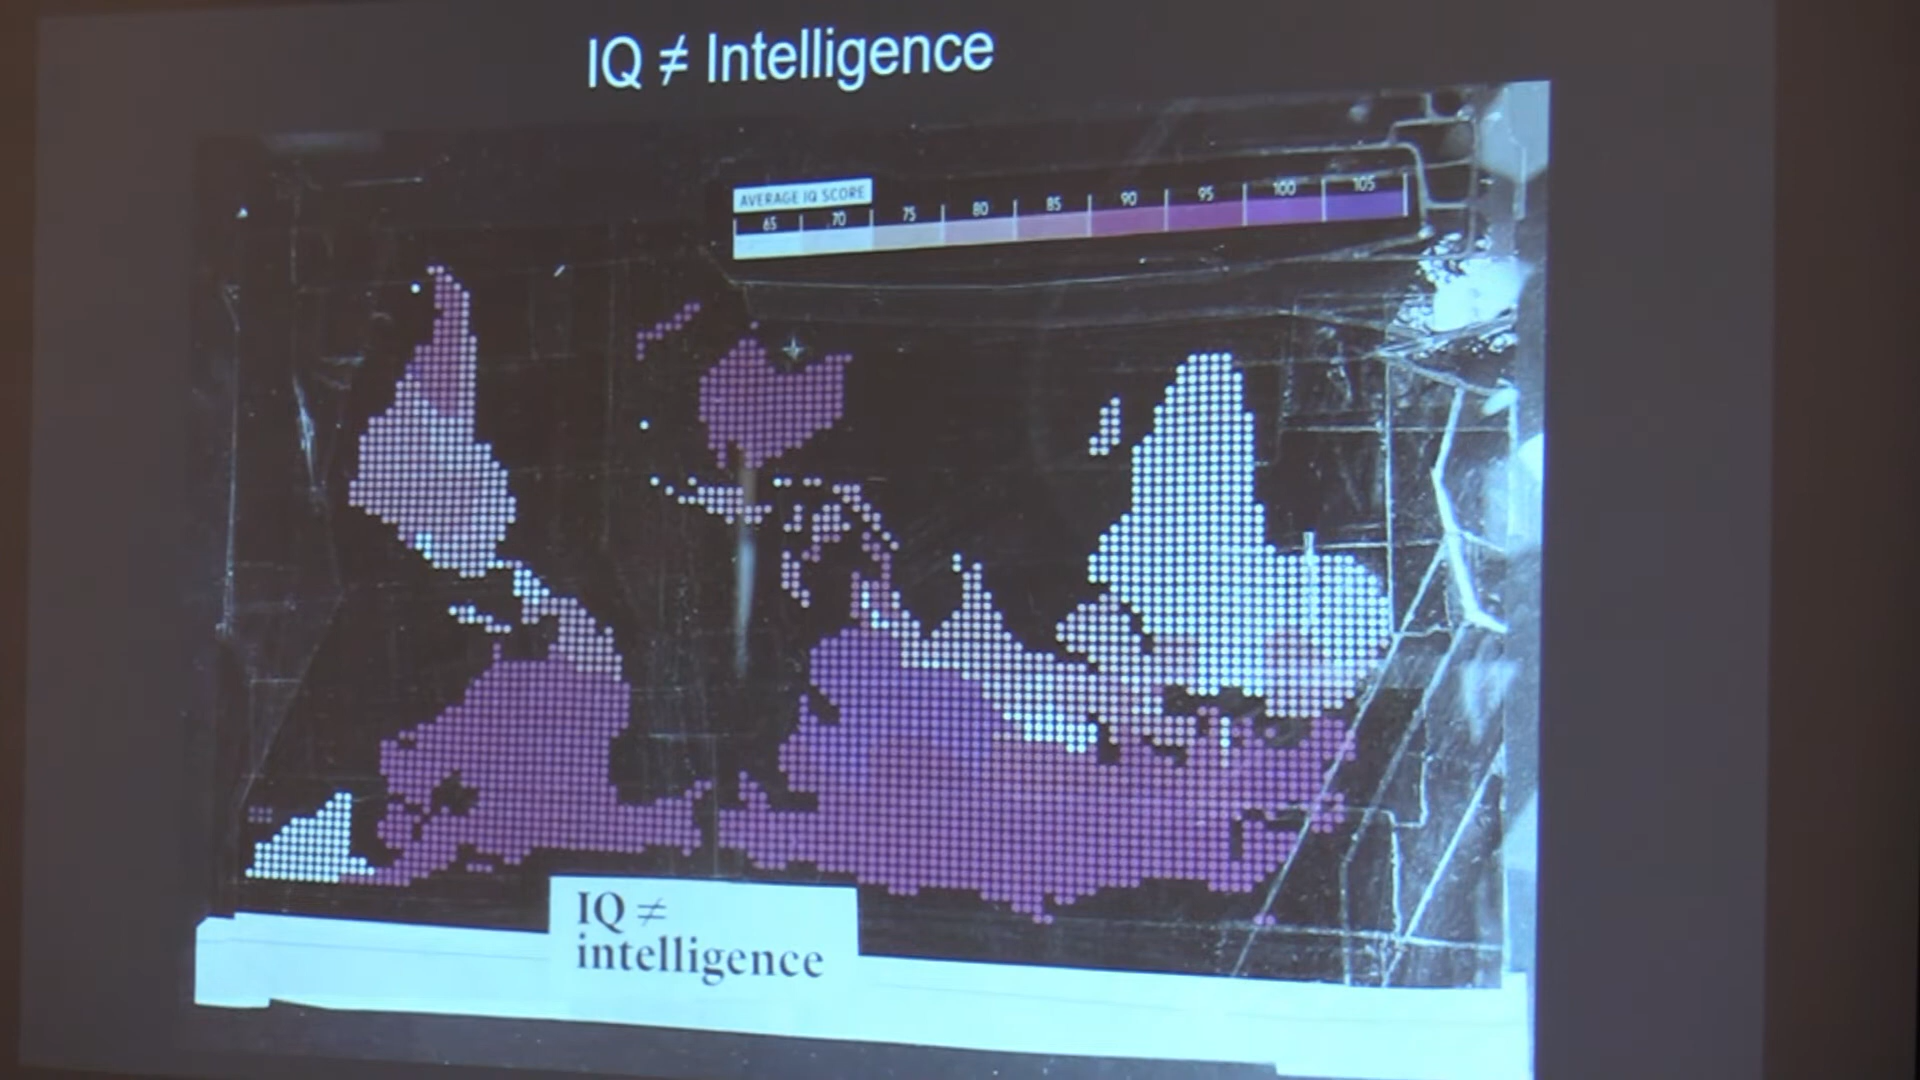 IQ ≠ Intelligence
AVERAGE IQ SCORE
65 70 75 80 85 90 95 100 105
IQ ≠
intelligence